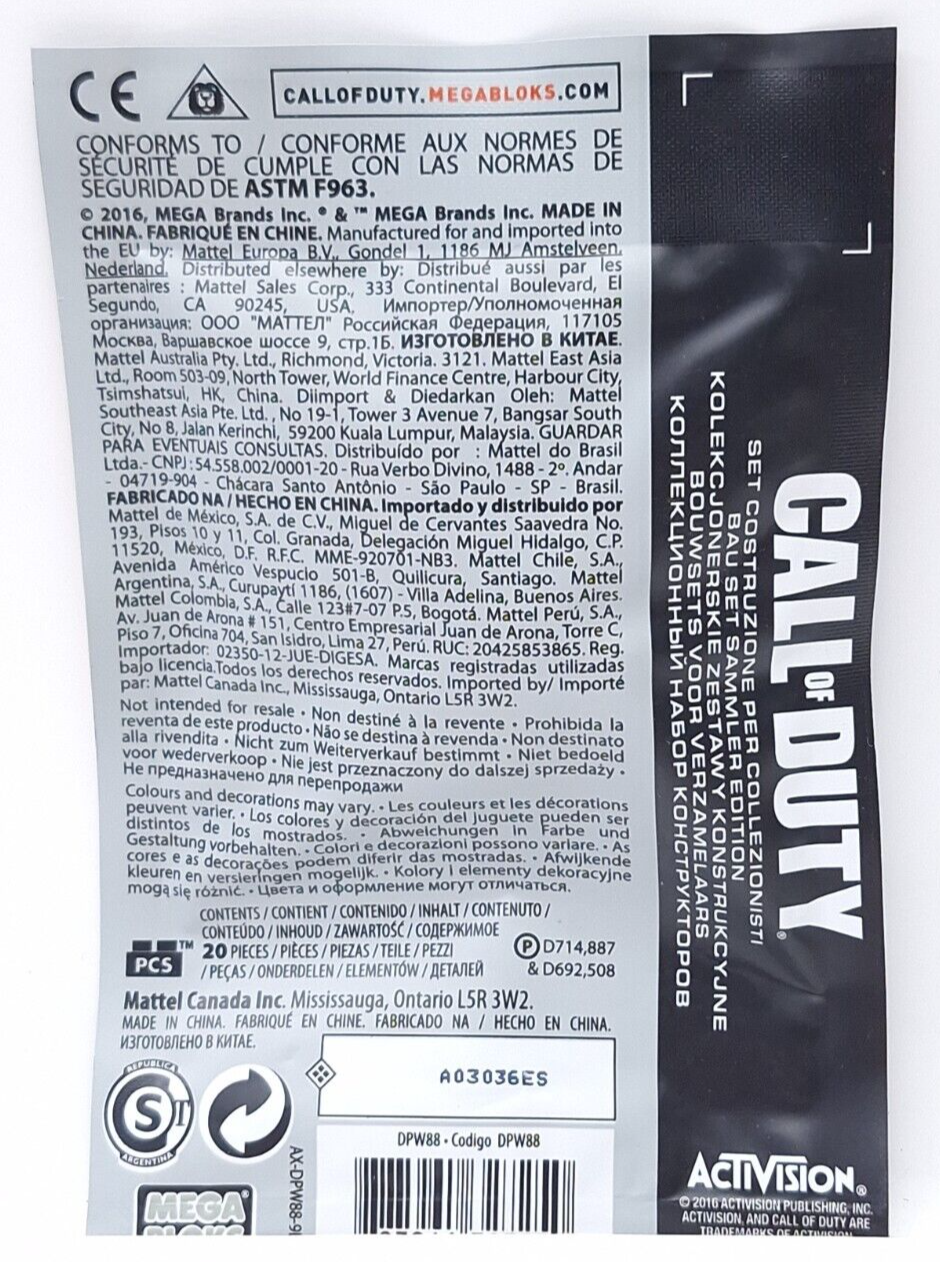 CE
CALLOFDUTY.MEGABLOKS.COM
CONFORMS TO / CONFORME AUX NORMES DE
SÉCURITÉ DE CUMPLE CON LAS NORMAS DE
SEGURIDAD DE ASTM F963.
© 2016, MEGA Brands Inc. ® & ™ MEGA Brands Inc. MADE IN
CHINA. FABRIQUÉ EN CHINE. Manufactured for and imported into
the EU by: Mattel Europa B.V., Gondel 1, 1186 MJ Amstelveen,
Nederland. Distributed elsewhere by: Distribué aussi par les
partenaires : Mattel Sales Corp., 333 Continental Boulevard, El
Segundo, CA 90245, USA, Импортер/Уполномоченная
организация: ООО "МАТТЕЛ" Российская Федерация, 117105
Москва, Варшавское шоссе 9, стр.1Б. ИЗГОТОВЛЕНО В КИТАЕ.
Mattel Australia Pty. Ltd., Richmond, Victoria. 3121. Mattel East Asia
Ltd., Room 503-09, North Tower, World Finance Centre, Harbour City,
Tsimshatsui, HK, China. Diimport & Diedarkan Oleh: Mattel
Southeast Asia Pte. Ltd. , No 19-1, Tower 3 Avenue 7, Bangsar South
City, No 8, Jalan Kerinchi, 59200 Kuala Lumpur, Malaysia. GUARDAR
PARA EVENTUAIS CONSULTAS. Distribuído por : Mattel do Brasil
Ltda.- CNPJ : 54.558.002/0001-20 - Rua Verbo Divino, 1488 - 2º. Andar
- 04719-904 - Chácara Santo Antônio - São Paulo - SP - Brasil.
FABRICADO NA / HECHO EN CHINA. Importado y distribuido por
Mattel de México, S.A. de C.V., Miguel de Cervantes Saavedra No.
193, Pisos 10 y 11, Col. Granada, Delegación Miguel Hidalgo, C.P.
11520, México, D.F. R.F.C. MME-920701-NB3. Mattel Chile, S.A.,
Avenida Américo Vespucio 501-B, Quilicura, Santiago. Mattel
Argentina, S.A., Curupaytí 1186, (1607) - Villa Adelina, Buenos Aires.
Mattel Colombia, S.A., Calle 123#7-07 P.5, Bogotá. Mattel Perú, S.A.,
Av. Juan de Arona # 151, Centro Empresarial Juan de Arona, Torre C,
Piso 7, Oficina 704, San Isidro, Lima 27, Perú. RUC: 20425853865. Reg.
Importador: 02350-12-JUE-DIGESA. Marcas registradas utilizadas
bajo licencia.Todos los derechos reservados. Imported by/ Importé
par: Mattel Canada Inc., Mississauga, Ontario L5R 3W2.
Not intended for resale • Non destiné à la revente • Prohibida la
reventa de este producto • Não se destina à revenda • Non destinato
alla rivendita • Nicht zum Weiterverkauf bestimmt • Niet bedoeld
voor wederverkoop • Nie jest przeznaczony do dalszej sprzedaży •
Не предназначено для перепродажи
Colours and decorations may vary. • Les couleurs et les décorations
peuvent varier. • Los colores y decoración del juguete pueden ser
distintos de los mostrados. • Abweichungen in Farbe und
Gestaltung vorbehalten. • Colori e decorazioni possono variare. • As
cores e as decorações podem diferir das mostradas. • Afwijkende
kleuren en versieringen mogelijk. • Kolory i elementy dekoracyjne
mogą się różnić. • Цвета и оформление могут отличаться.
CONTENTS / CONTIENT / CONTENIDO / INHALT / CONTENUTO /
CONTEÚDO / INHOUD / ZAWARTOŚĆ / СОДЕРЖИМОЕ
PCS ™ 20 PIECES / PIÈCES / PIEZAS / TEILE / PEZZI
/ PEÇAS / ONDERDELEN / ELEMENTÓW / ДЕТАЛЕЙ
P D714,887
& D692,508
Mattel Canada Inc. Mississauga, Ontario L5R 3W2.
MADE IN CHINA. FABRIQUÉ EN CHINE. FABRICADO NA / HECHO EN CHINA.
ИЗГОТОВЛЕНО В КИТАЕ.
REPUBLICA
S T
ARGENTINA
A03036ES
DPW88 • Codigo DPW88
MEGA®
BLOKS
CALL OF DUTY®
SET COSTRUZIONE PER COLLEZIONISTI
BAU SET SAMMLER EDITION
KOLEKCJONERSKIE ZESTAWY KONSTRUKCYJNE
BOUWSETS VOOR VERZAMELAARS
КОЛЛЕКЦИОННЫЙ НАБОР КОНСТРУКТОРОВ
ACTIVISION®
© 2016 ACTIVISION PUBLISHING, INC.
ACTIVISION, AND CALL OF DUTY ARE
TRADEMARKS OF ACTIVISION